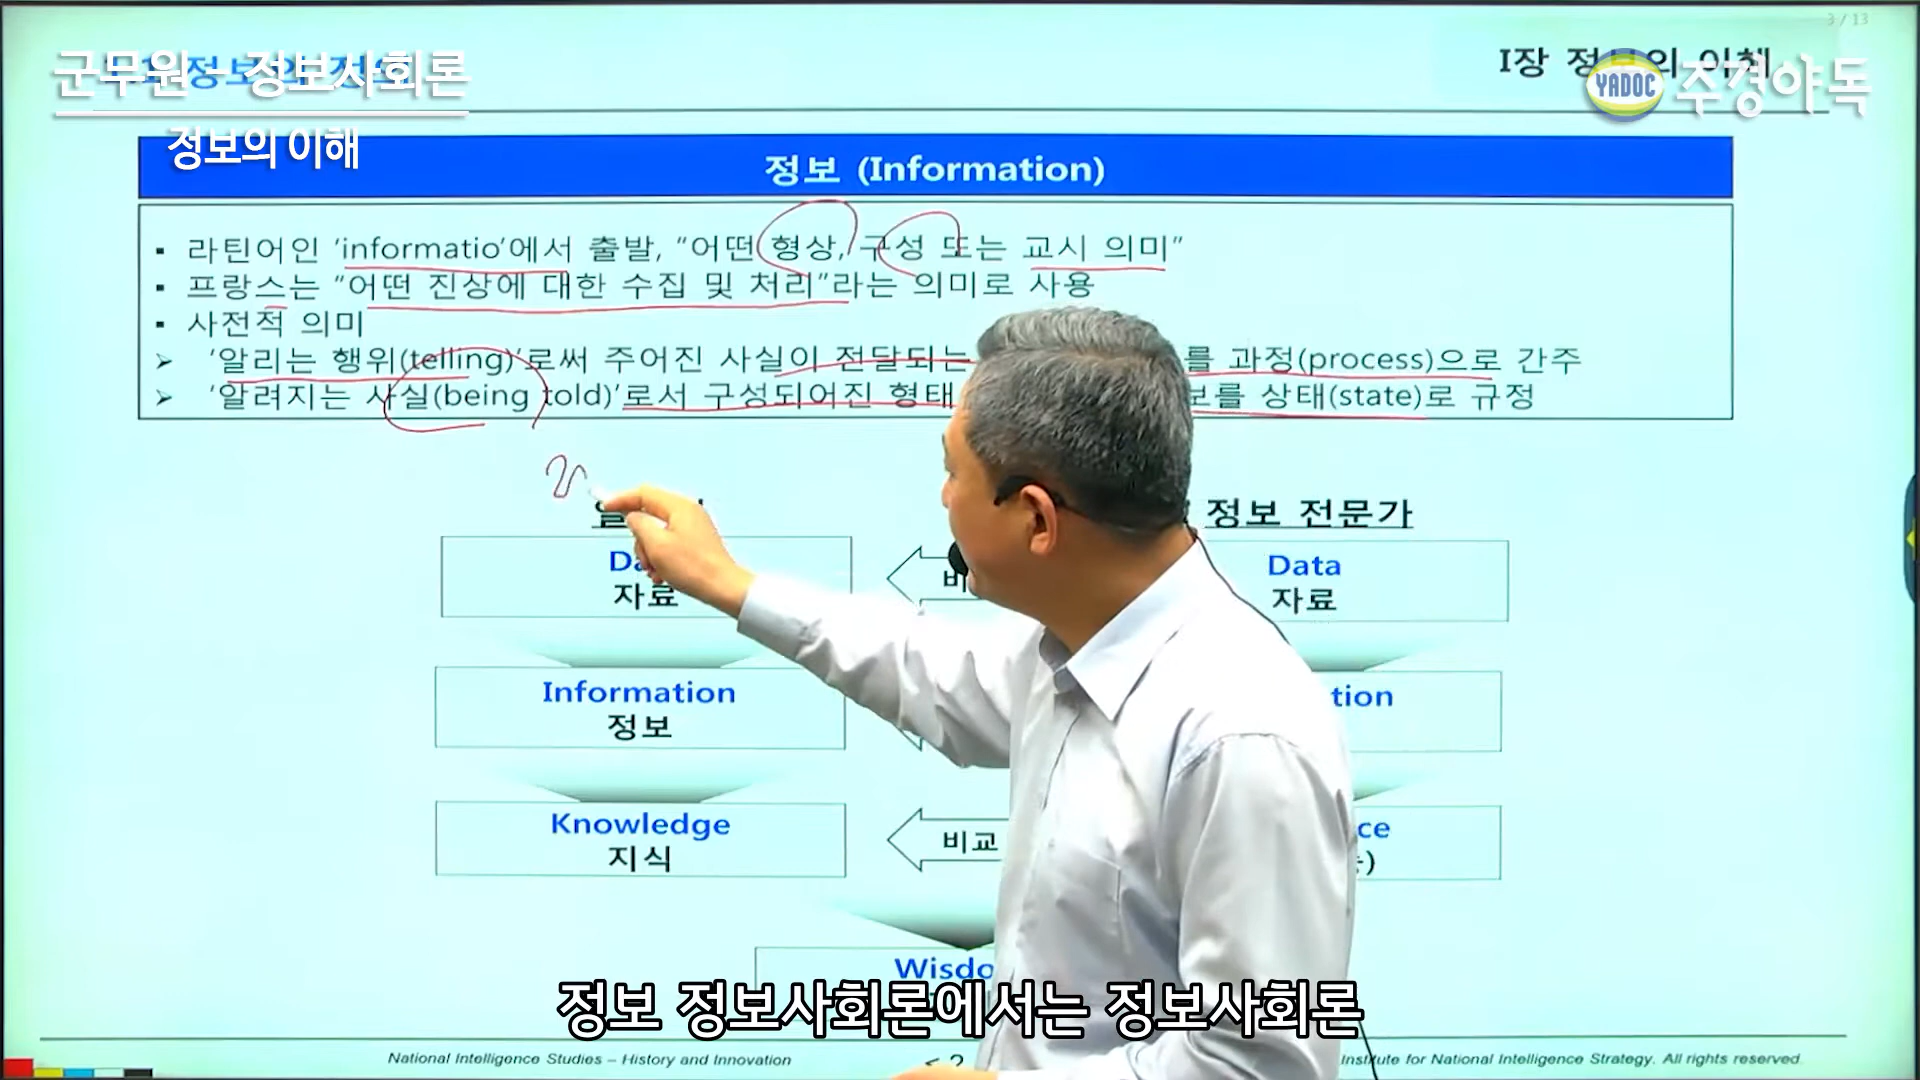 3 / 13
군무원 - 정보사회론
정보의 이해
I장 정보의 이해
YADOC 주경야독
정보 (Information)
▪ 라틴어인 ‘informatio’에서 출발, “어떤 형상, 구성 또는 교시 의미”
▪ 프랑스는 “어떤 진상에 대한 수집 및 처리”라는 의미로 사용
▪ 사전적 의미
➢ ‘알리는 행위(telling)’로써 주어진 사실이 전달되는 를 과정(process)으로 간주
➢ ‘알려지는 사실(being told)’로서 구성되어진 형태 보를 상태(state)로 규정
정보 전문가
자료
Data
자료
Information
정보
Knowledge
지식
비교
정보 정보사회론에서는 정보사회론
National Intelligence Studies – History and Innovation
Institute for National Intelligence Strategy. All rights reserved.